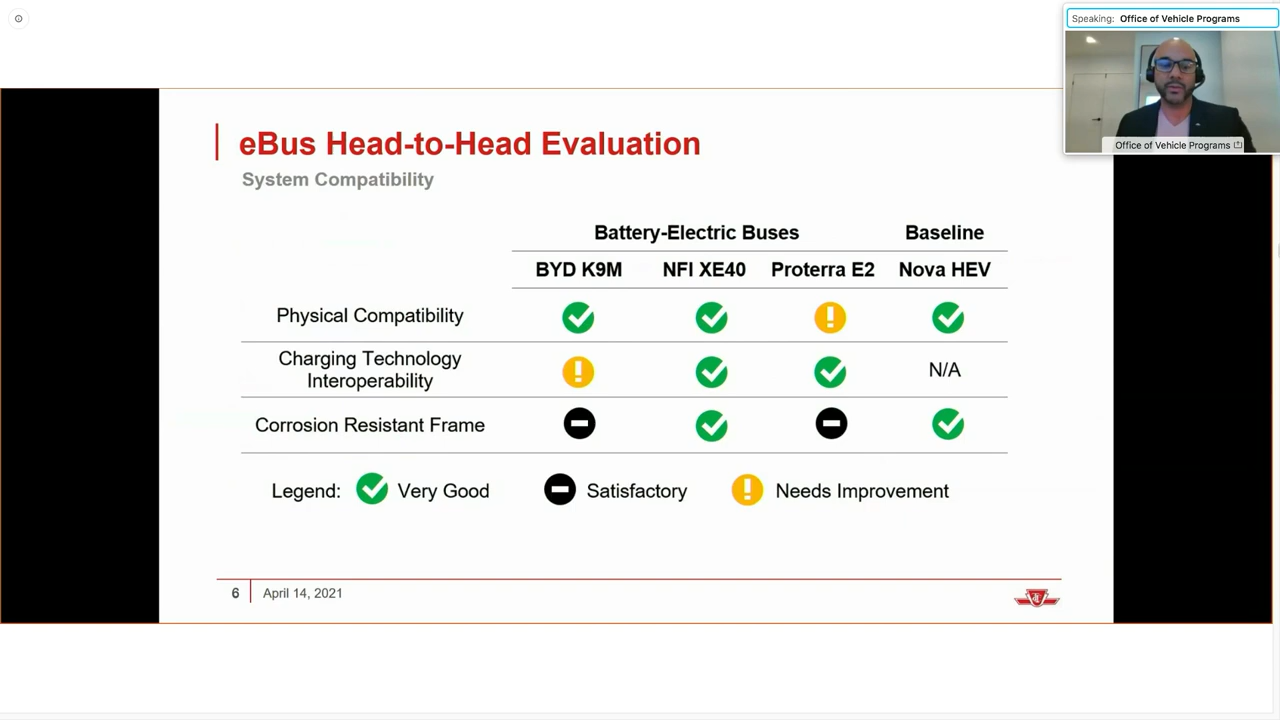 Speaking: Office of Vehicle Programs
Office of Vehicle Programs
eBus Head-to-Head Evaluation
System Compatibility
Battery-Electric Buses Baseline
BYD K9M NFI XE40 Proterra E2 Nova HEV
Physical Compatibility
Charging Technology
Interoperability N/A
Corrosion Resistant Frame
Legend: Very Good Satisfactory Needs Improvement
6 April 14, 2021